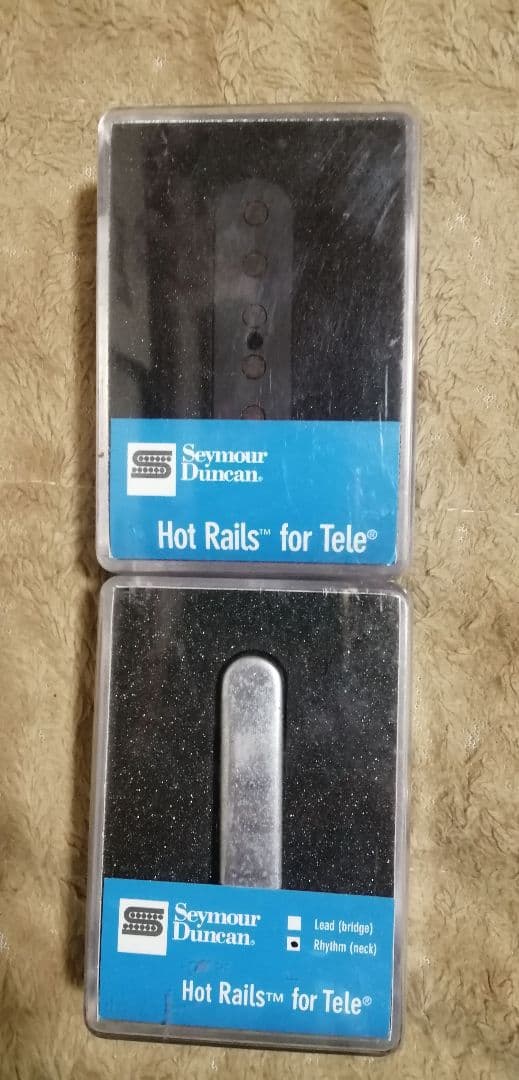 Seymour
Duncan®
Hot Rails™ for Tele®
Seymour
Duncan®
Lead (bridge)
Rhythm (neck)
Hot Rails™ for Tele®